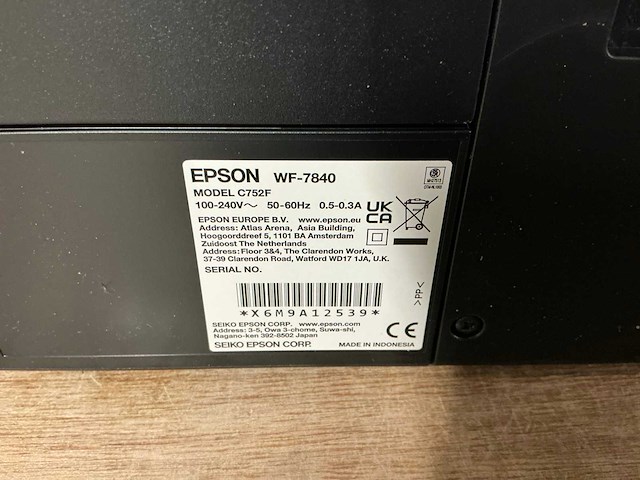 EPSON WF-7840
MODEL C752F
100-240V~ 50-60Hz 0.5-0.3A
UK
CA
EPSON EUROPE B.V. www.epson.eu
Address: Atlas Arena, Asia Building,
Hoogoorddreef 5, 1101 BA Amsterdam
Zuidoost The Netherlands
Address: Floor 3&4, The Clarendon Works,
37-39 Clarendon Road, Watford WD17 1JA, U.K.
SERIAL NO.
*X6M9A12539*
>PP<
SEIKO EPSON CORP. www.epson.com
Address: 3-5, Owa 3-chome, Suwa-shi,
Nagano-ken 392-8502 Japan
SEIKO EPSON CORP.
CE
MADE IN INDONESIA